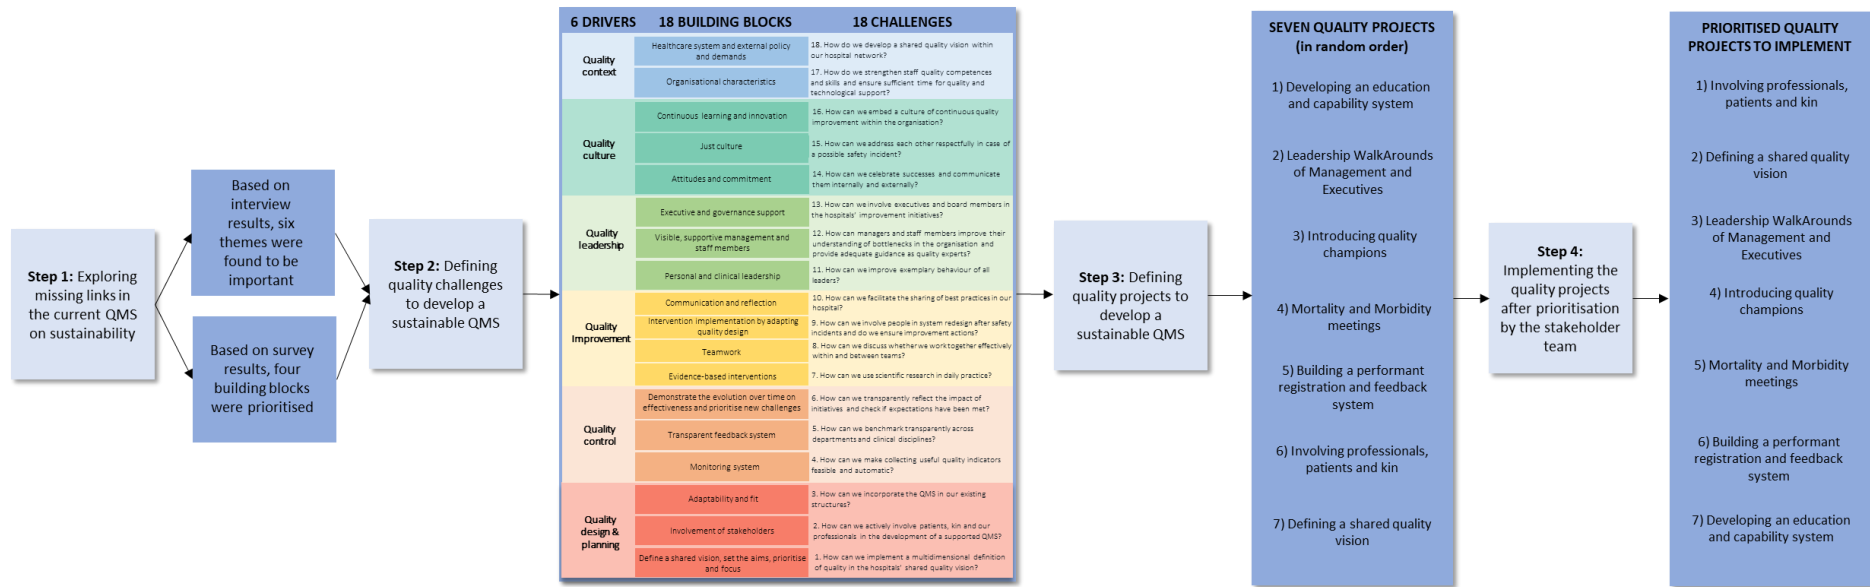 Step 1: Exploring
missing links in
the current QMS
on sustainability
Based on
interview
results, six
themes were
found to be
important
Based on survey
results, four
building blocks
were prioritised
Step 2: Defining
quality challenges
to develop a
sustainable QMS
6 DRIVERS
18 BUILDING BLOCKS
18 CHALLENGES
Quality
context
Healthcare system and external policy
and demands
18. How do we develop a shared quality vision within
our hospital network?
Organisational characteristics
17. How do we strengthen staff quality competences
and skills and ensure sufficient time for quality and
technological support?
Quality
culture
Continuous learning and innovation
16. How can we embed a culture of continuous quality
improvement within the organisation?
Just culture
15. How can we address each other respectfully in case of
a possible safety incident?
Attitudes and commitment
14. How can we celebrate successes and communicate
them internally and externally?
Quality
leadership
Executive and governance support
13. How can we involve executives and board members in
the hospitals' improvement initiatives?
Visible, supportive management and
staff members
12. How can managers and staff members improve their
understanding of bottlenecks in the organisation and
provide adequate guidance as quality experts?
Personal and clinical leadership
11. How can we improve exemplary behaviour of all
leaders?
Quality
Improvement
Communication and reflection
10. How can we facilitate the sharing of best practices in our
hospital?
Intervention implementation by adapting
quality design
9. How can we involve people in system redesign after safety
incidents and do we ensure improvement actions?
Teamwork
8. How can we discuss whether we work together effectively
within and between teams?
Evidence-based interventions
7. How can we use scientific research in daily practice?
Quality
control
Demonstrate the evolution over time on
effectiveness and prioritise new challenges
6. How can we transparently reflect the impact of
initiatives and check if expectations have been met?
Transparent feedback system
5. How can we benchmark transparently across
departments and clinical disciplines?
Monitoring system
4. How can we make collecting useful quality indicators
feasible and automatic?
Quality
design &
planning
Adaptability and fit
3. How can we incorporate the QMS in our existing
structures?
Involvement of stakeholders
2. How can we actively involve patients, kin and our
professionals in the development of a supported QMS?
Define a shared vision, set the aims, prioritise
and focus
1. How can we implement a multidimensional definition
of quality in the hospitals' shared quality vision?
Step 3: Defining
quality projects to
develop a
sustainable QMS
SEVEN QUALITY PROJECTS
(in random order)
1) Developing an education
and capability system
2) Leadership WalkArounds
of Management and
Executives
3) Introducing quality
champions
4) Mortality and Morbidity
meetings
5) Building a performant
registration and feedback
system
6) Involving professionals,
patients and kin
7) Defining a shared quality
vision
Step 4:
Implementing the
quality projects
after prioritisation
by the stakeholder
team
PRIORITISED QUALITY
PROJECTS TO IMPLEMENT
1) Involving professionals,
patients and kin
2) Defining a shared quality
vision
3) Leadership WalkArounds
of Management and
Executives
4) Introducing quality
champions
5) Mortality and Morbidity
meetings
6) Building a performant
registration and feedback
system
7) Developing an education
and capability system